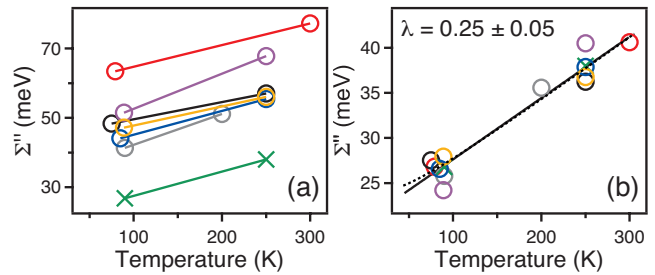 70
50
30
Σ'' (meV)
100
200
300
Temperature (K)
(a)
λ = 0.25 ± 0.05
40
35
30
25
Σ'' (meV)
100
200
300
Temperature (K)
(b)